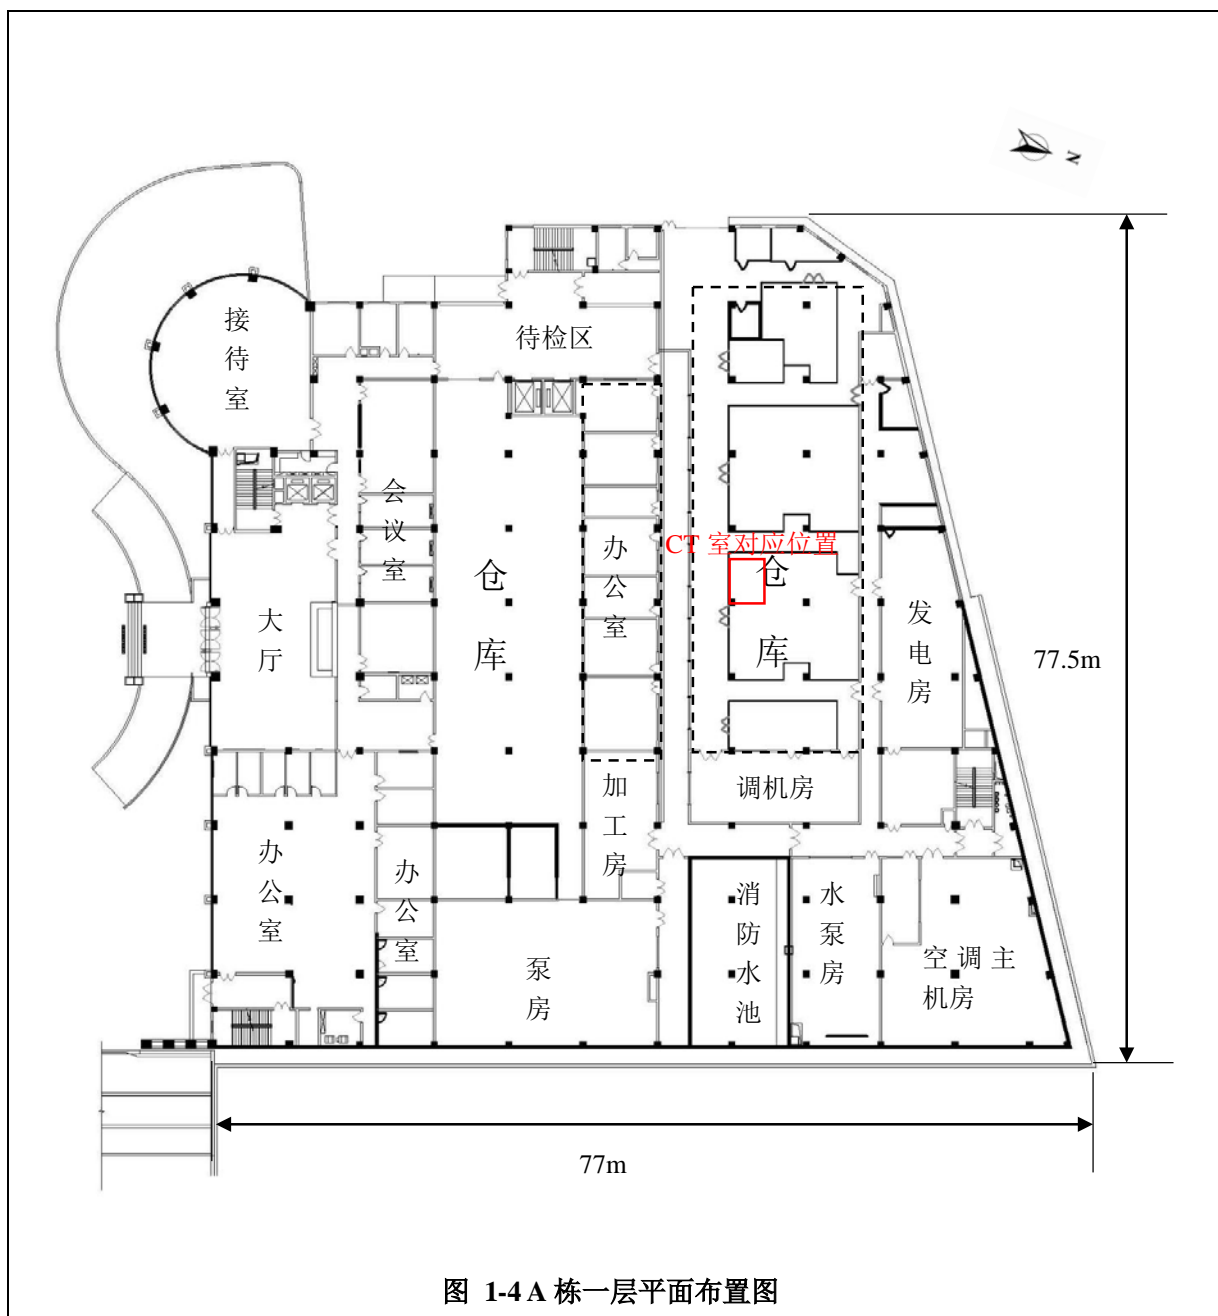 N
接待室
待检区
会议室
仓库
办公室
CT 室对应位置
仓库
大厅
发电房
77.5m
加工房
调机房
办公室
办公室
泵房
消防水池
水泵房
空调主
机房
77m
图 1-4 A 栋一层平面布置图